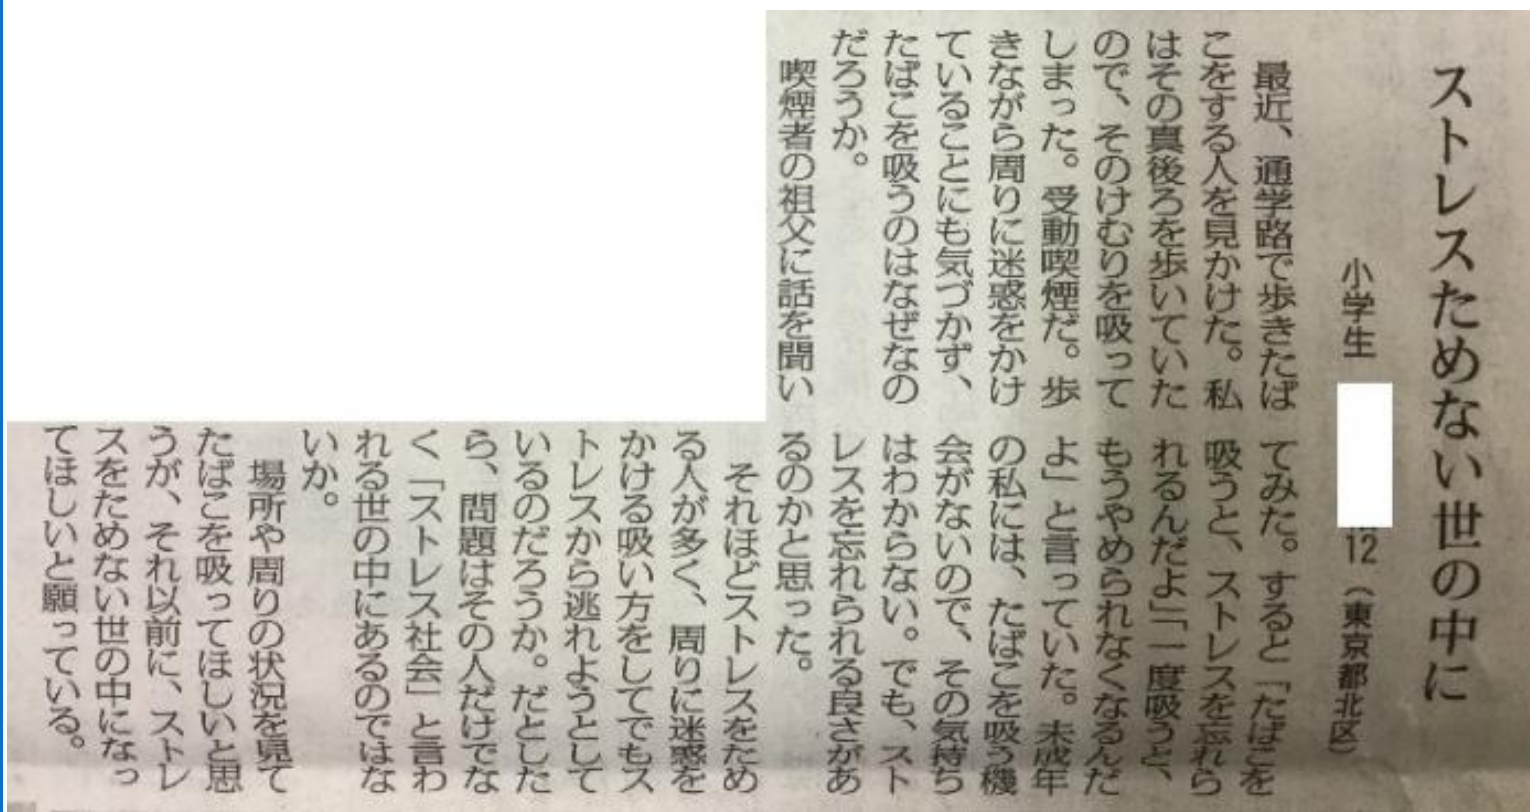 ストレスためない世の中に
小学生
12（東京都北区）
最近、通学路で歩きたば
こをする人を見かけた。私
はその真後ろを歩いていた
ので、そのけむりを吸って
しまった。受動喫煙だ。歩
きながら周りに迷惑をかけ
ていることにも気づかず、
たばこを吸うのはなぜなの
だろうか。
喫煙者の祖父に話を聞い
てみた。すると「たばこを
吸うと、ストレスを忘れら
れるんだよ」「一度吸うと、
もうやめられなくなるんだ
よ」と言っていた。未成年
の私には、たばこを吸う機
会がないので、その気持ち
はわからない。でも、スト
レスを忘れられる良さがあ
るのかと思った。
それほどストレスをため
る人が多く、周りに迷惑を
かける吸い方をしてでもス
トレスから逃れようとして
いるのだろうか。だとした
ら、問題はその人だけでな
く「ストレス社会」と言わ
れる世の中にあるのではな
いか。
場所や周りの状況を見て
たばこを吸ってほしいと思
うが、それ以前に、ストレ
スをためない世の中になっ
てほしいと願っている。